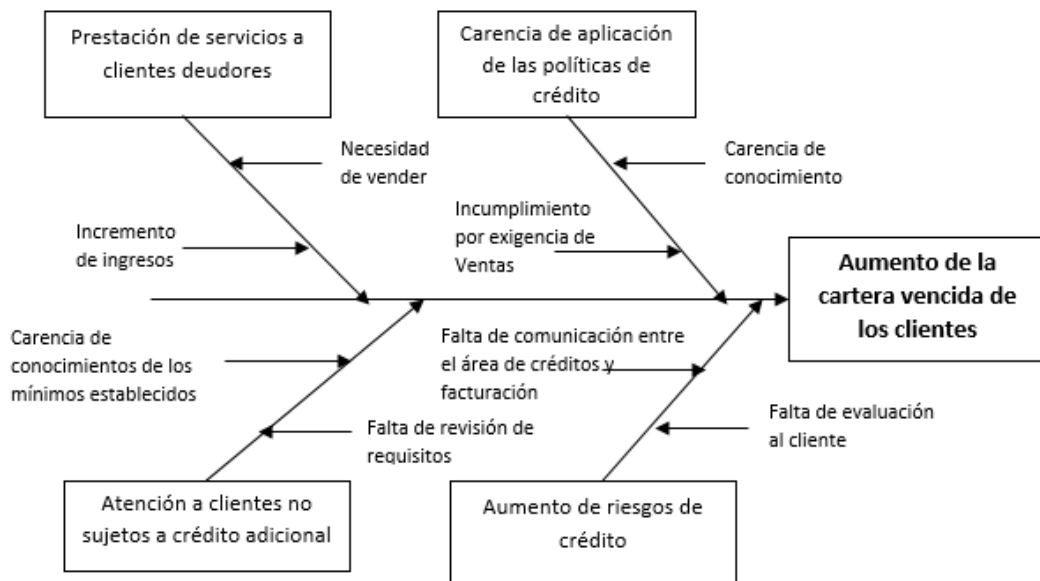 Prestación de servicios a
clientes deudores
Carencia de aplicación
de las políticas de
crédito
Necesidad
de vender
Carencia de
conocimiento
Incremento
de ingresos
Incumplimiento
por exigencia de
Ventas
Aumento de la
cartera vencida de
los clientes
Carencia de
conocimientos de los
mínimos establecidos
Falta de comunicación entre
el área de créditos y
facturación
Falta de revisión de
requisitos
Falta de evaluación
al cliente
Atención a clientes no
sujetos a crédito adicional
Aumento de riesgos de
crédito